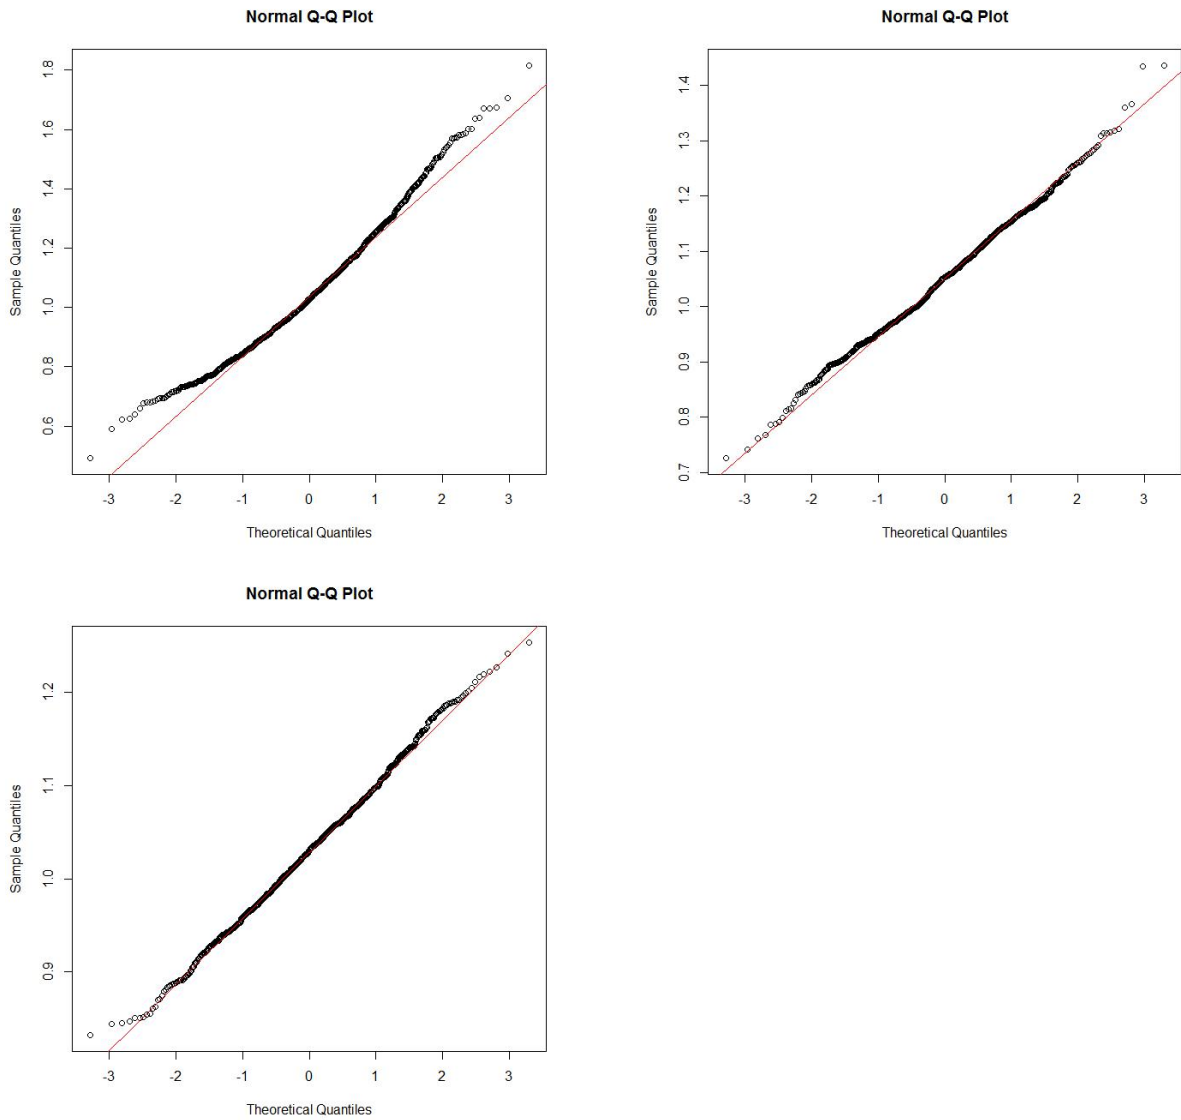 Normal Q-Q Plot
Sample Quantiles
1.8
1.6
1.4
1.2
1.0
0.8
0.6
-3 -2 -1 0 1 2 3
Theoretical Quantiles
Normal Q-Q Plot
Sample Quantiles
1.4
1.3
1.2
1.1
1.0
0.9
0.8
0.7
-3 -2 -1 0 1 2 3
Theoretical Quantiles
Normal Q-Q Plot
Sample Quantiles
1.2
1.1
1.0
0.9
-3 -2 -1 0 1 2 3
Theoretical Quantiles